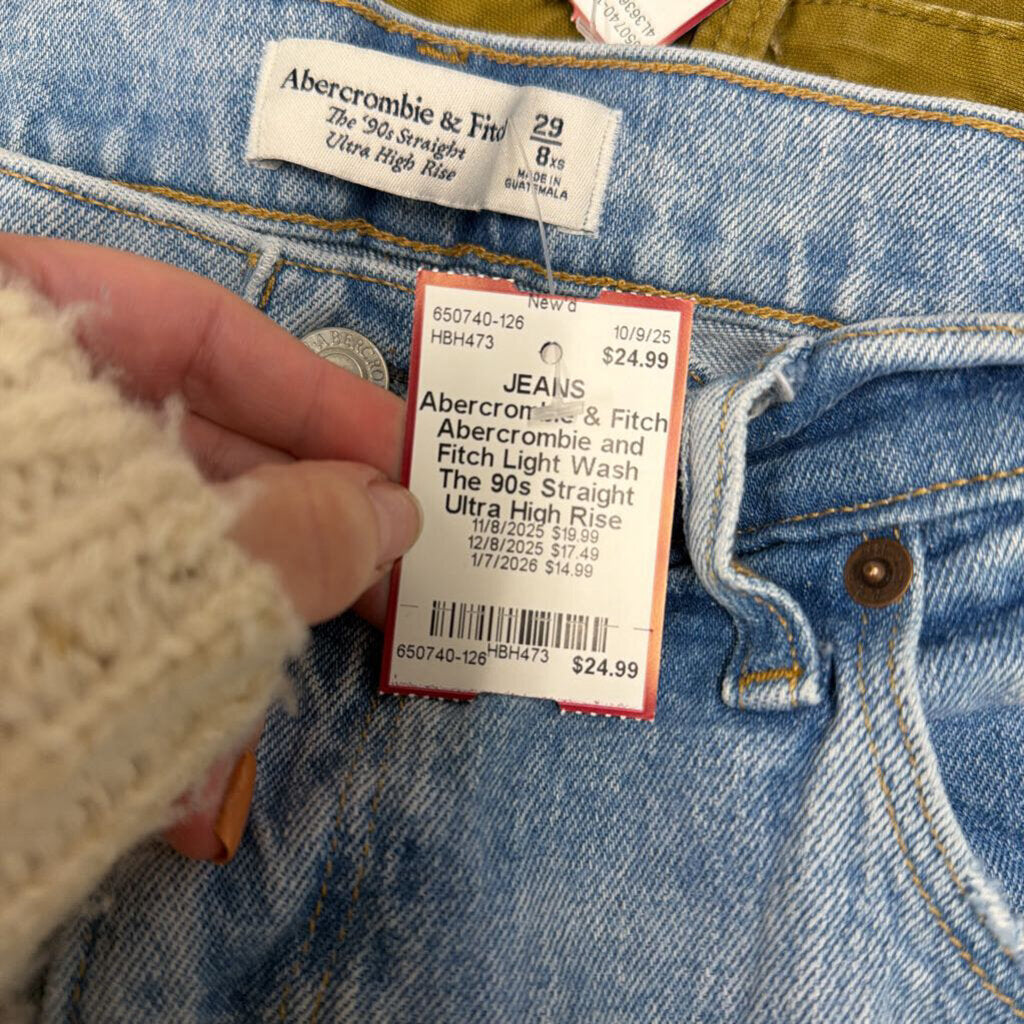 Abercrombie & Fitc
The '90s Straight
Ultra High Rise
29
8XS
MADE IN
GUATEMALA
ABERCRO
New'd
650740-126
10/9/25
HBH473
$24.99
JEANS
Abercrombie & Fitch
Abercrombie and
Fitch Light Wash
The 90s Straight
Ultra High Rise
11/8/2025 $19.99
12/8/2025 $17.49
1/7/2026 $14.99
650740-126
HBH473
$24.99